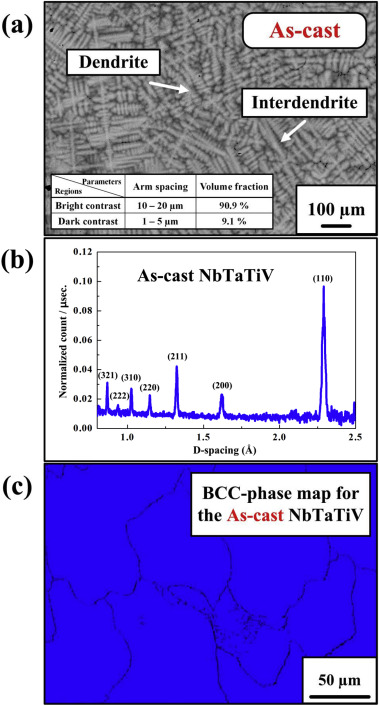 (a)
As-cast
Dendrite
Interdendrite
Parameters
Regions
Arm spacing
Volume fraction
Bright contrast
10 – 20 μm
90.9 %
Dark contrast
1 – 5 μm
9.1 %
100 μm
(b)
As-cast NbTaTiV
Normalized count / μsec.
0.12
0.10
0.08
0.06
0.04
0.02
0.00
(321)
(222)
(310)
(220)
(211)
(200)
(110)
1.0
1.5
2.0
2.5
D-spacing (Å)
(c)
BCC-phase map for
the As-cast NbTaTiV
50 μm